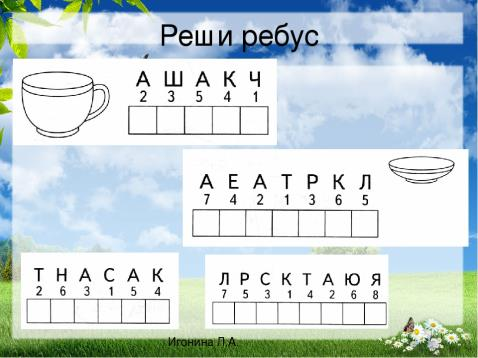 Реши ребус
А Ш А К Ч
2 3 5 4 1
А Е А Т Р К Л
7 4 2 1 3 6 5
Т Н А С А К
2 6 3 1 5 4
Л Р С К Т А Ю Я
7 5 3 1 4 2 6 8
Игонина Л.А.